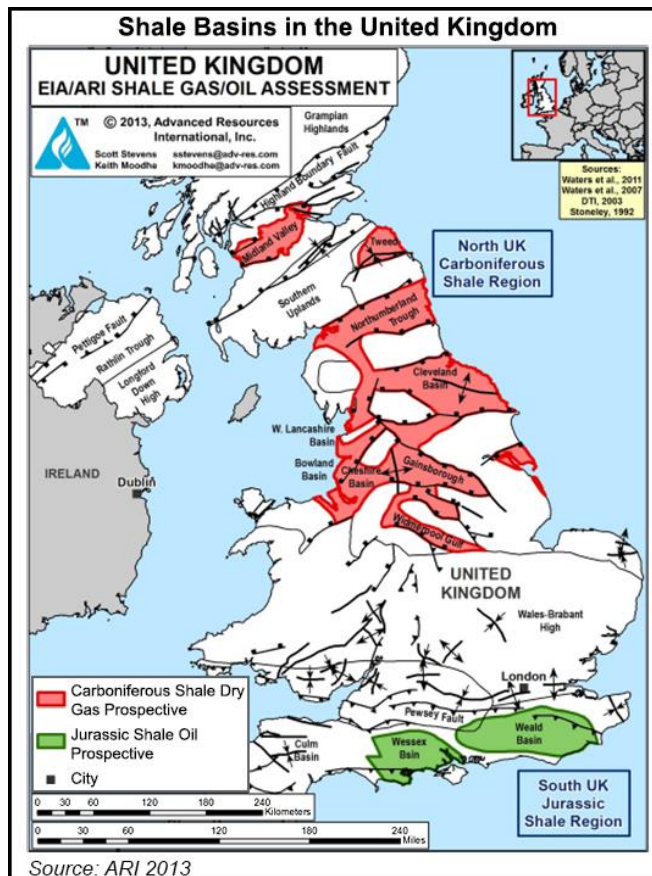 Shale Basins in the United Kingdom
UNITED KINGDOM
EIA/ARI SHALE GAS/OIL ASSESSMENT
TM
© 2013, Advanced Resources
International, Inc.
Scott Stevens sstevens@adv-res.com
Keith Moodhe kmoodhe@adv-res.com
Sources:
Waters et al., 2011
Waters et al., 2007
DTI, 2003
Stoneley, 1992
Grampian
Highlands
Highland Boundary Fault
Midland Valley
Tweed
North UK
Carboniferous
Shale Region
Southern
Uplands
Northumberland
Trough
Pettigoe Fault
Rathlin Trough
Longford
Down
High
Cleveland
Basin
W. Lancashire
Basin
Bowland
Basin
Cheshire
Basin
Gainsborough
Widmerpool Gulf
IRELAND
Dublin
UNITED
KINGDOM
Wales-Brabant
High
London
Pewsey Fault
Weald
Basin
Wessex
Bsin
Culm
Basin
South UK
Jurassic
Shale Region
Carboniferous Shale Dry
Gas Prospective
Jurassic Shale Oil
Prospective
City
0 30 60 120 180 240
Kilometers
0 30 60 120 180 240
Miles
Source: ARI 2013